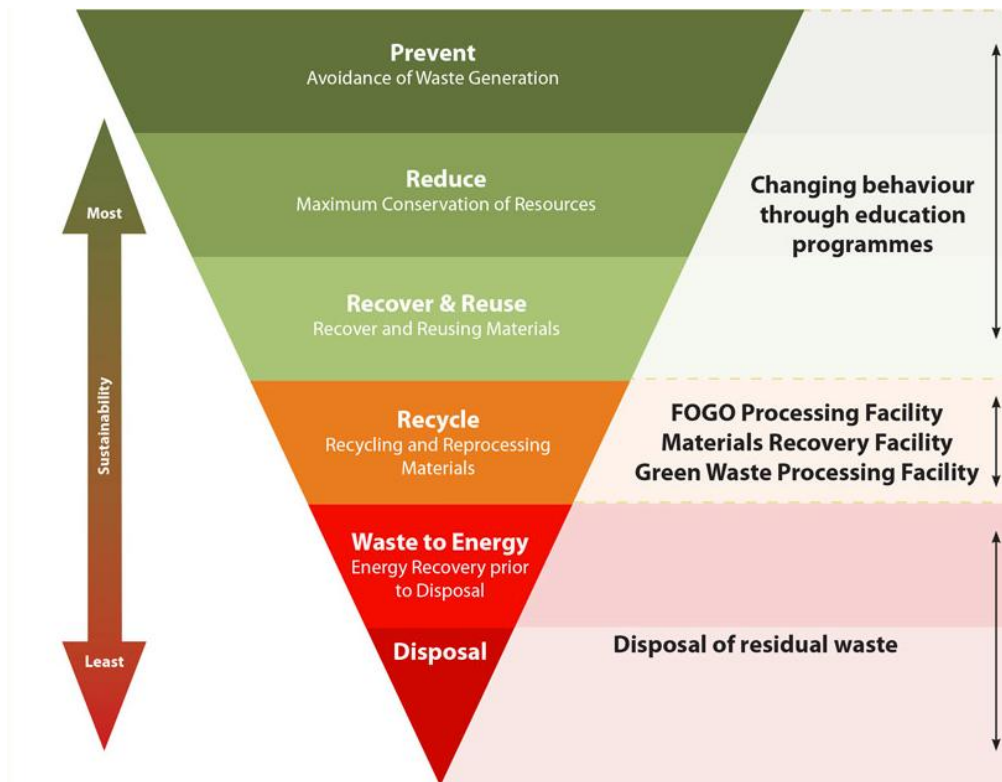 Prevent
Avoidance of Waste Generation
Reduce
Maximum Conservation of Resources
Most
Changing behaviour
through education
programmes
Recover & Reuse
Recover and Reusing Materials
Sustainability
Recycle
Recycling and Reprocessing
Materials
FOGO Processing Facility
Materials Recovery Facility
Green Waste Processing Facility
Waste to Energy
Energy Recovery prior
to Disposal
Disposal
Disposal of residual waste
Least